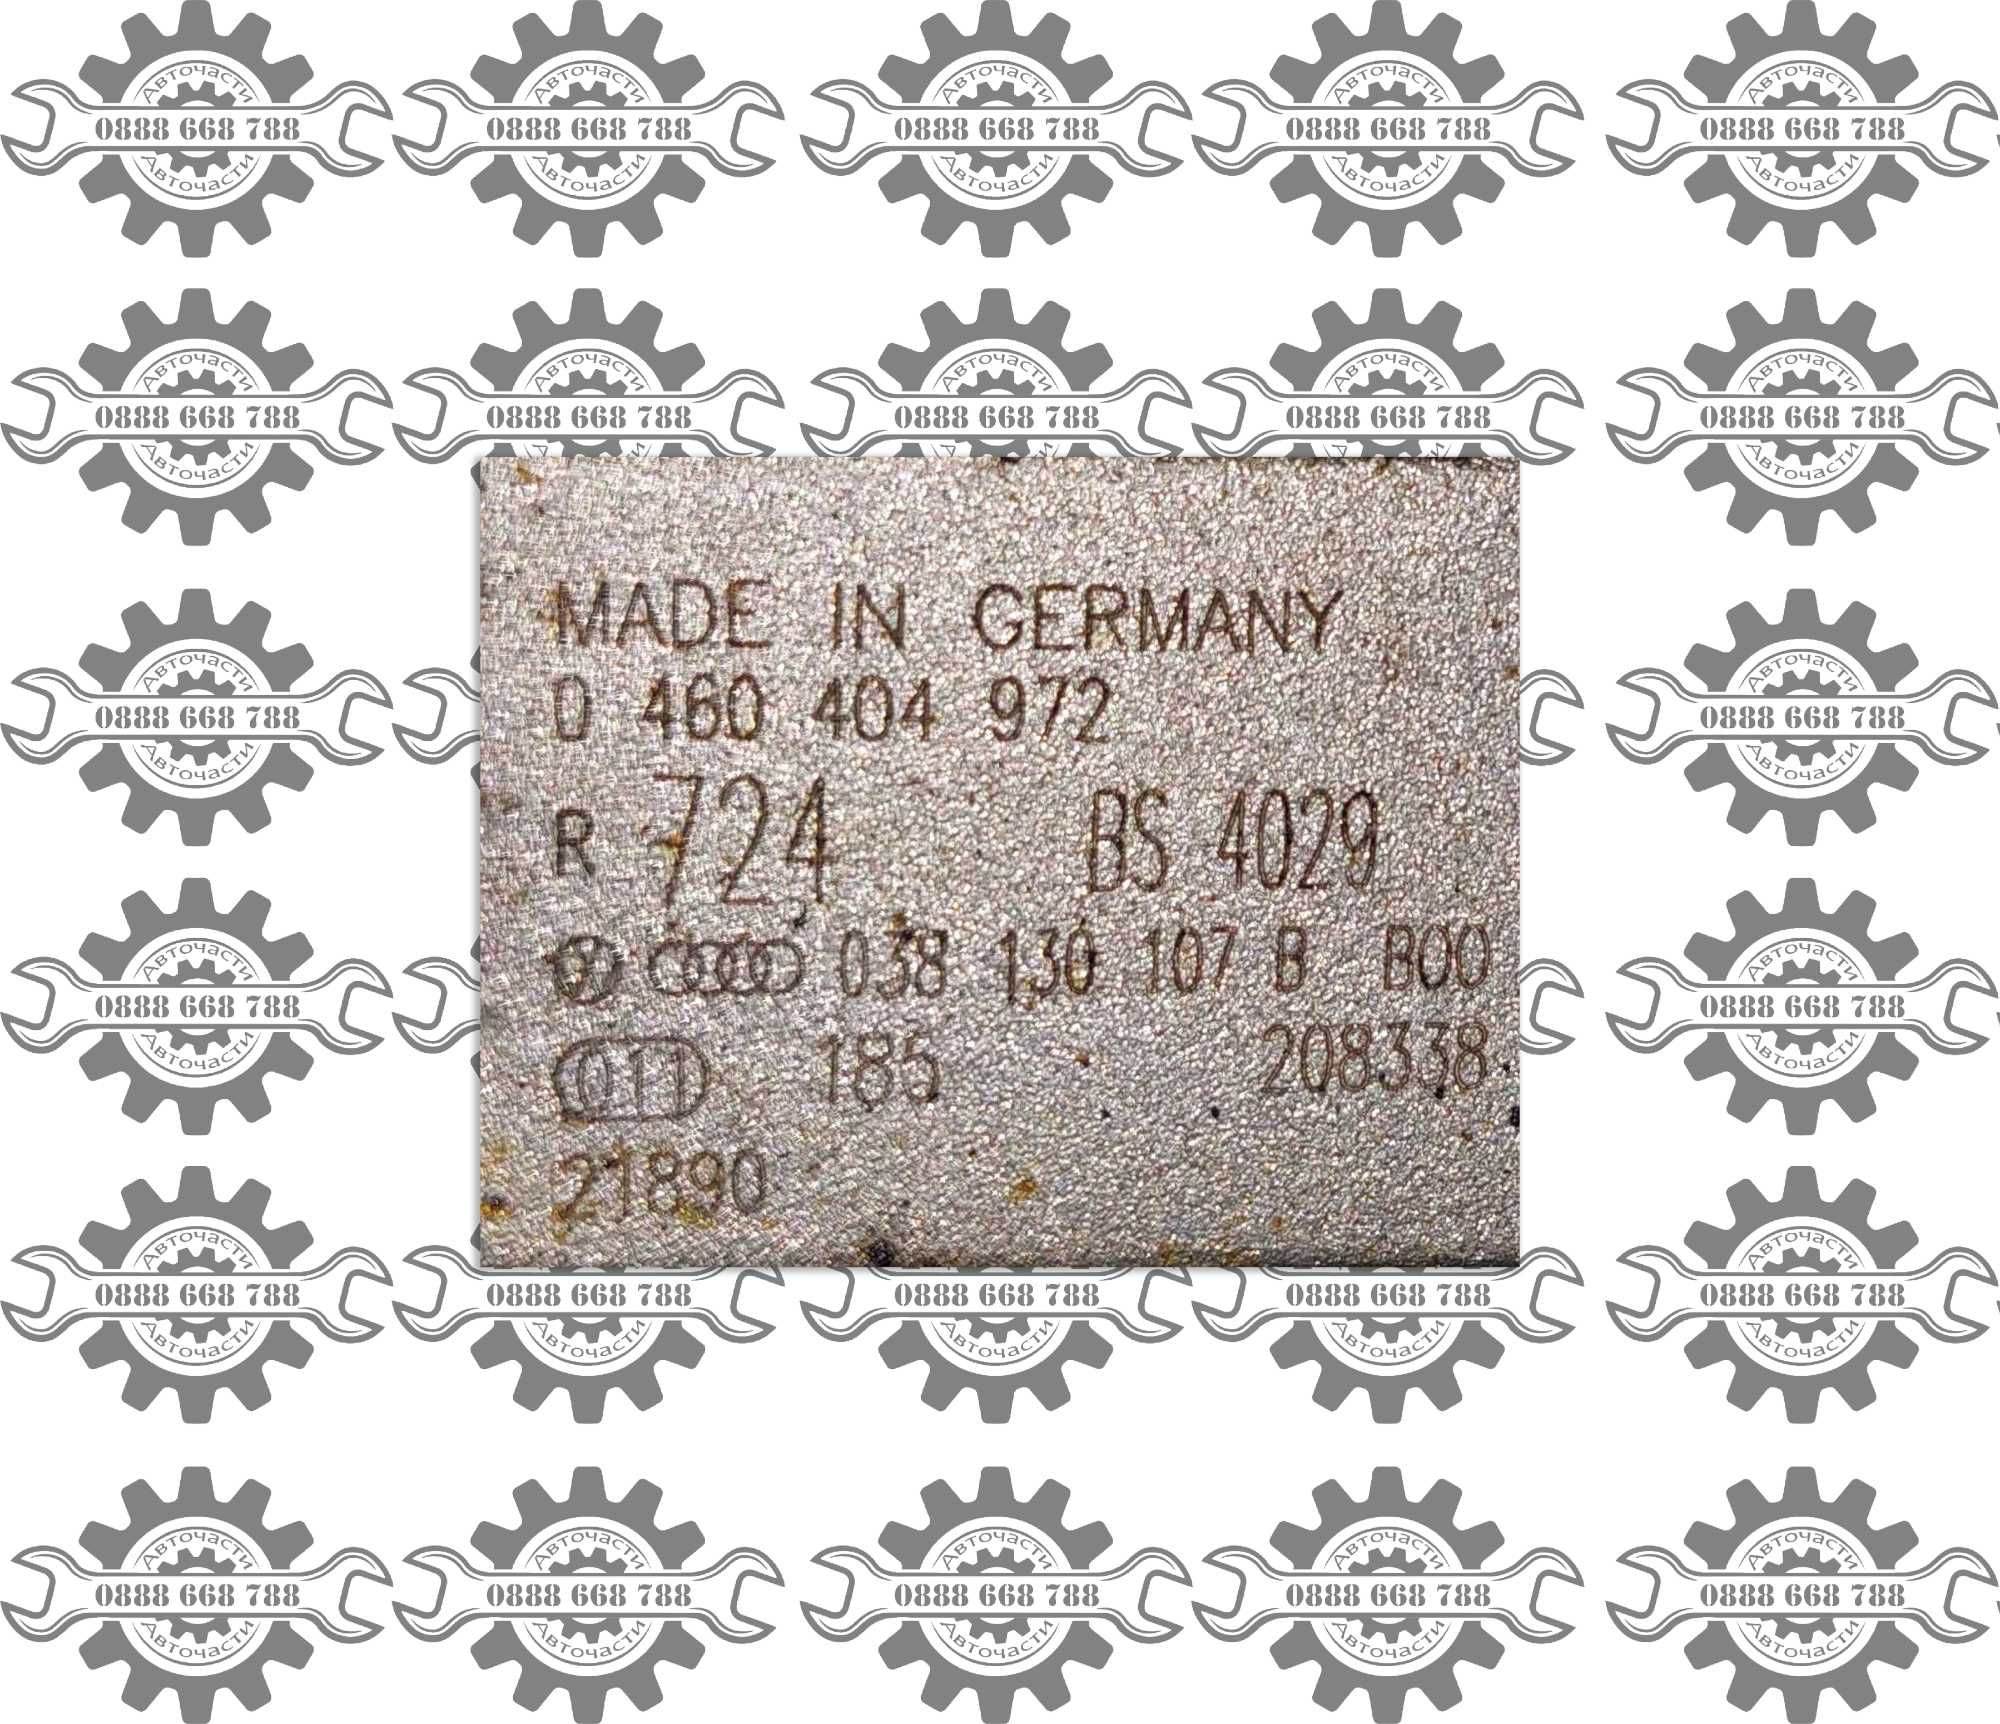 MADE IN GERMANY
0 460 404 972
R 724 BS 4029
038 130 107 B B00
011 185 208338
21890
Авточасти
0888 668 788
Авточасти